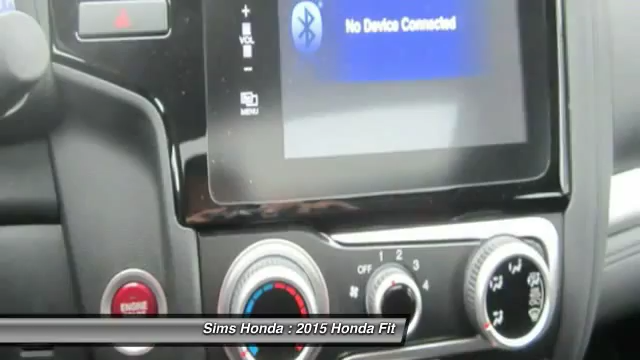 +
No Device Connected
VOL
-
MENU
OFF 1 2 3 4
ENGINE
Sims Honda : 2015 Honda Fit